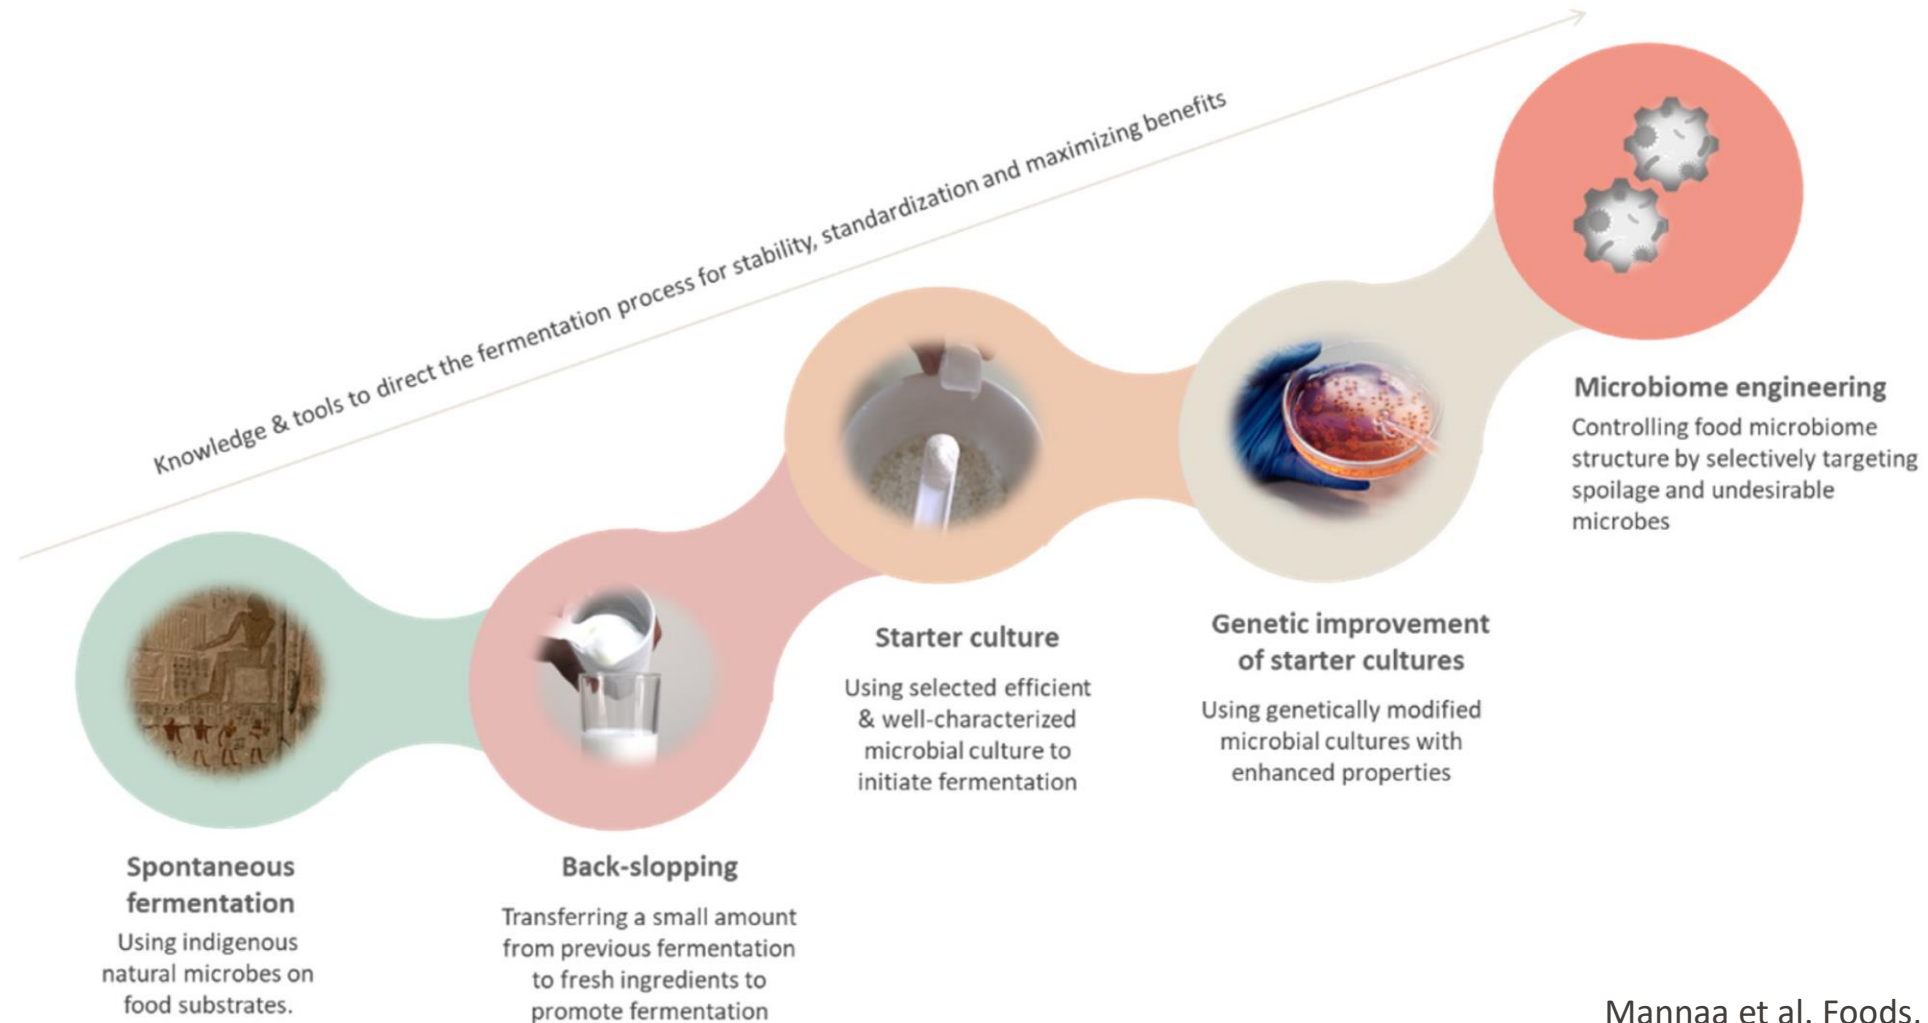 Knowledge & tools to direct the fermentation process for stability, standardization and maximizing benefits
Spontaneous
fermentation
Using indigenous
natural microbes on
food substrates.
Back-slopping
Transferring a small amount
from previous fermentation
to fresh ingredients to
promote fermentation
Starter culture
Using selected efficient
& well-characterized
microbial culture to
initiate fermentation
Genetic improvement
of starter cultures
Using genetically modified
microbial cultures with
enhanced properties
Microbiome engineering
Controlling food microbiome
structure by selectively targeting
spoilage and undesirable
microbes
Mannaa et al. Foods.